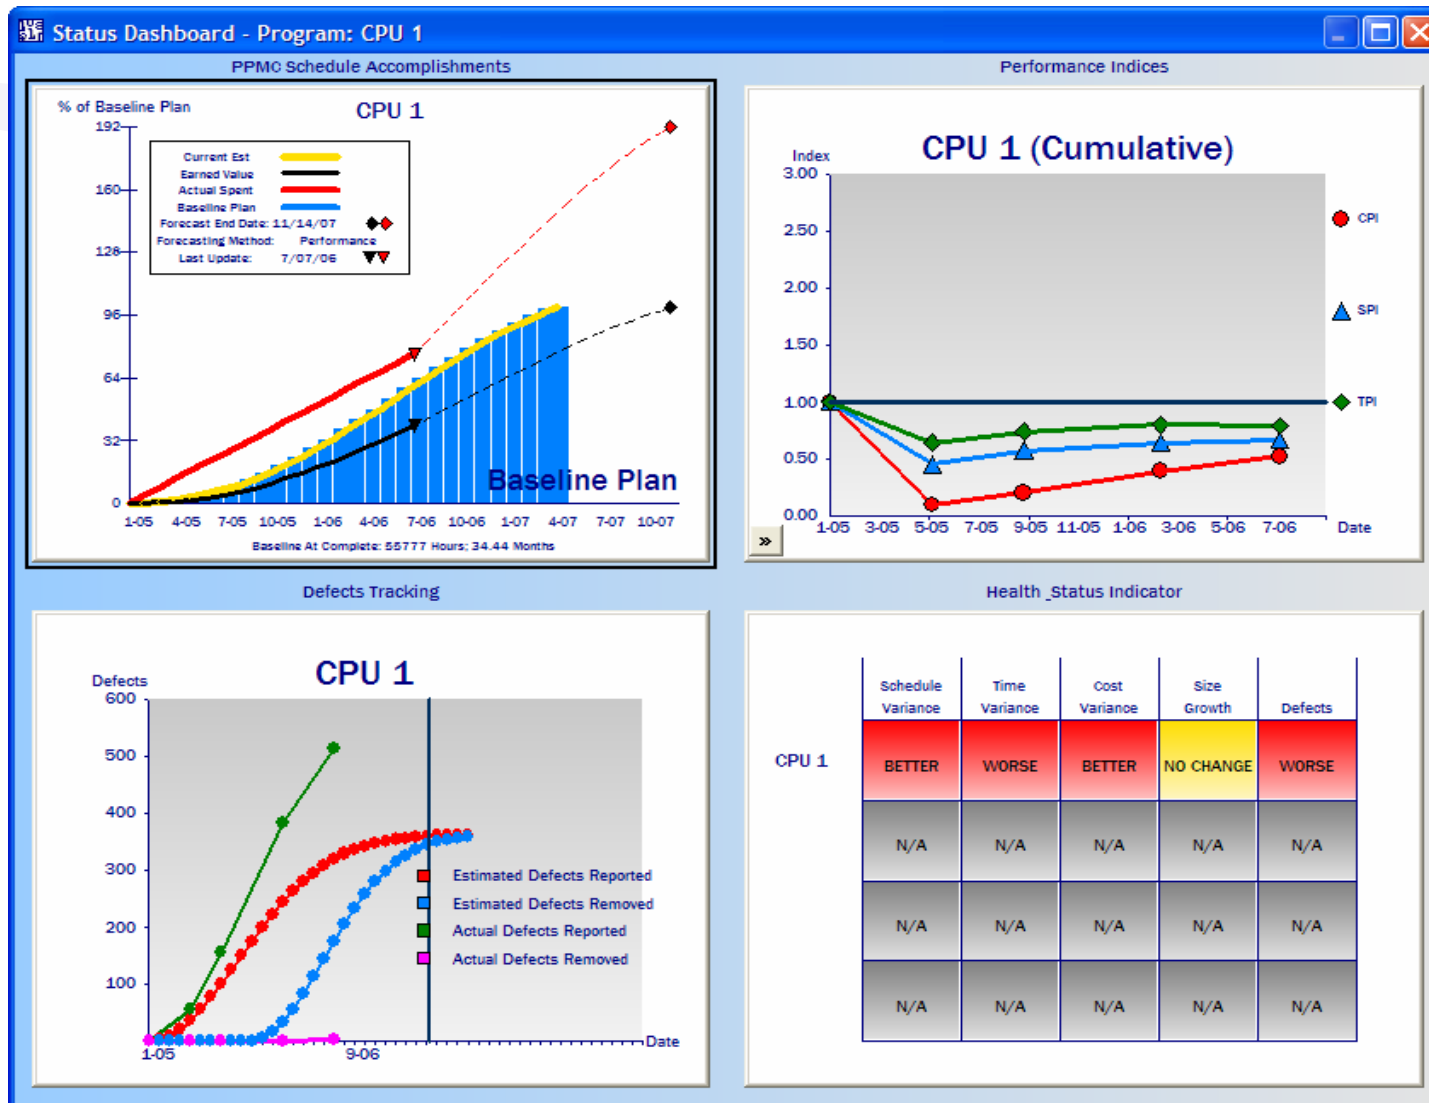 Status Dashboard - Program: CPU 1
PPMC Schedule Accomplishments
% of Baseline Plan
CPU 1
192
160
128
96
64
32
0
Current Est
Earned Value
Actual Spent
Baseline Plan
Forecast End Date: 11/14/07
Forecasting Method: Performance
Last Update: 7/07/06
Baseline Plan
1-05 4-05 7-05 10-05 1-06 4-06 7-06 10-06 1-07 4-07 7-07 10-07
Baseline At Complete: 55777 Hours; 34.44 Months
Performance Indices
CPU 1 (Cumulative)
Index
3.00
2.50
2.00
1.50
1.00
0.50
0.00
CPI
SPI
TPI
1-05 3-05 5-05 7-05 9-05 11-05 1-06 3-06 5-06 7-06 Date
»
Defects Tracking
CPU 1
Defects
600
500
400
300
200
100
Estimated Defects Reported
Estimated Defects Removed
Actual Defects Reported
Actual Defects Removed
1-05 9-06 Date
Health _Status Indicator
Schedule Variance
Time Variance
Cost Variance
Size Growth
Defects
CPU 1 BETTER WORSE BETTER NO CHANGE WORSE
N/A N/A N/A N/A N/A
N/A N/A N/A N/A N/A
N/A N/A N/A N/A N/A